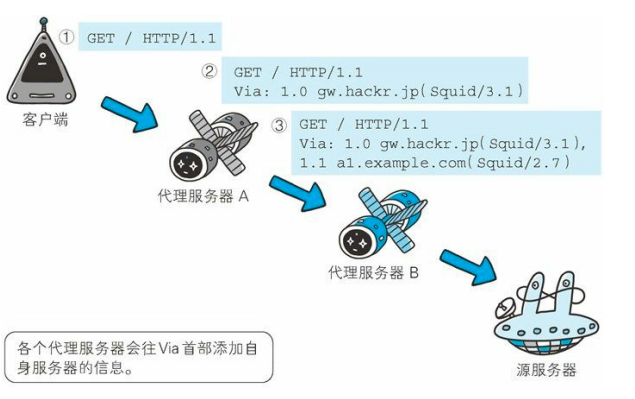 ① GET / HTTP/1.1
② GET / HTTP/1.1
Via: 1.0 gw.hackr.jp(Squid/3.1)
③ GET / HTTP/1.1
Via: 1.0 gw.hackr.jp(Squid/3.1),
1.1 a1.example.com(Squid/2.7)
客户端
代理服务器 A
代理服务器 B
源服务器
各个代理服务器会往Via首部添加自
身服务器的信息。